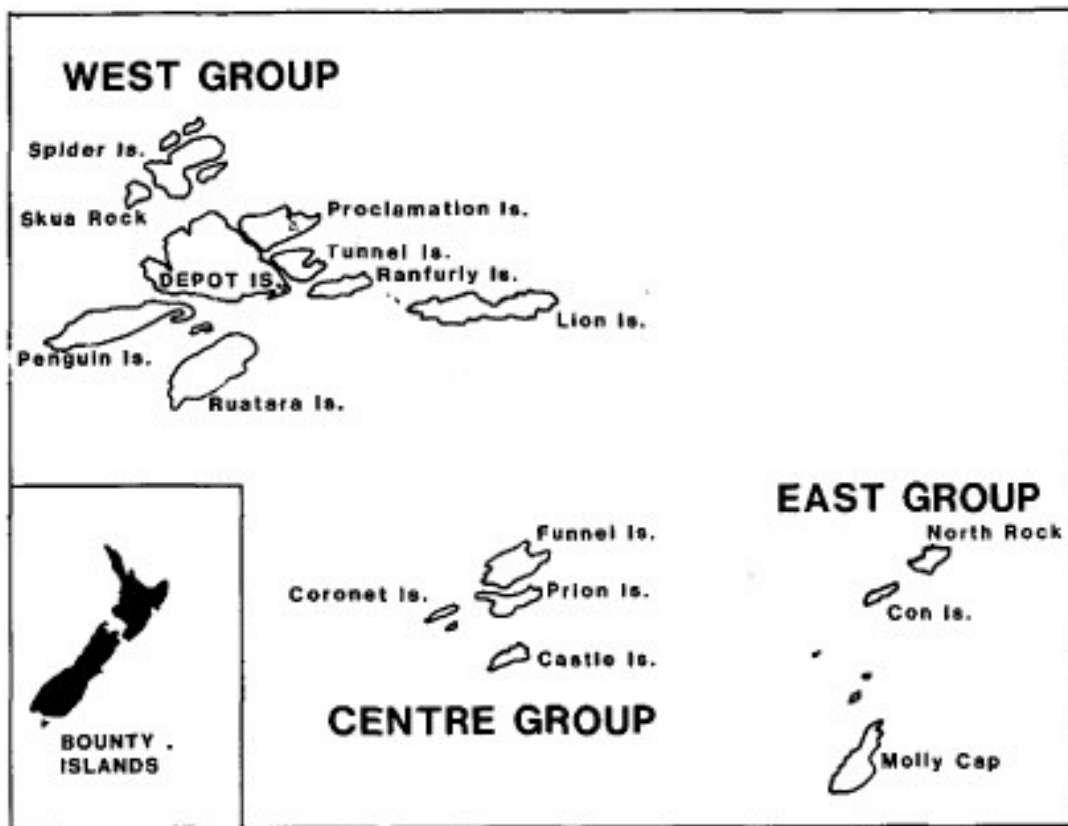 WEST GROUP
Spider Is.
Skua Rock
Proclamation Is.
Tunnel Is.
DEPOT IS.
Ranfurly Is.
Lion Is.
Penguin Is.
Ruatara Is.
EAST GROUP
North Rock
Funnel Is.
Coronet Is.
Prion Is.
Con Is.
Castle Is.
CENTRE GROUP
BOUNTY
ISLANDS
Molly Cap